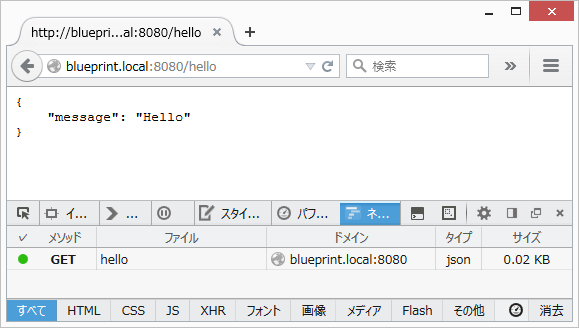 http://blueprin...al:8080/hello
blueprint.local:8080/hello
検索
{
"message": "Hello"
}
イ... ... スタイ... パフ... ネ...
✓ メソッド ファイル ドメイン タイプ サイズ
GET hello blueprint.local:8080 json 0.02 KB
すべて HTML CSS JS XHR フォント 画像 メディア Flash その他 消去